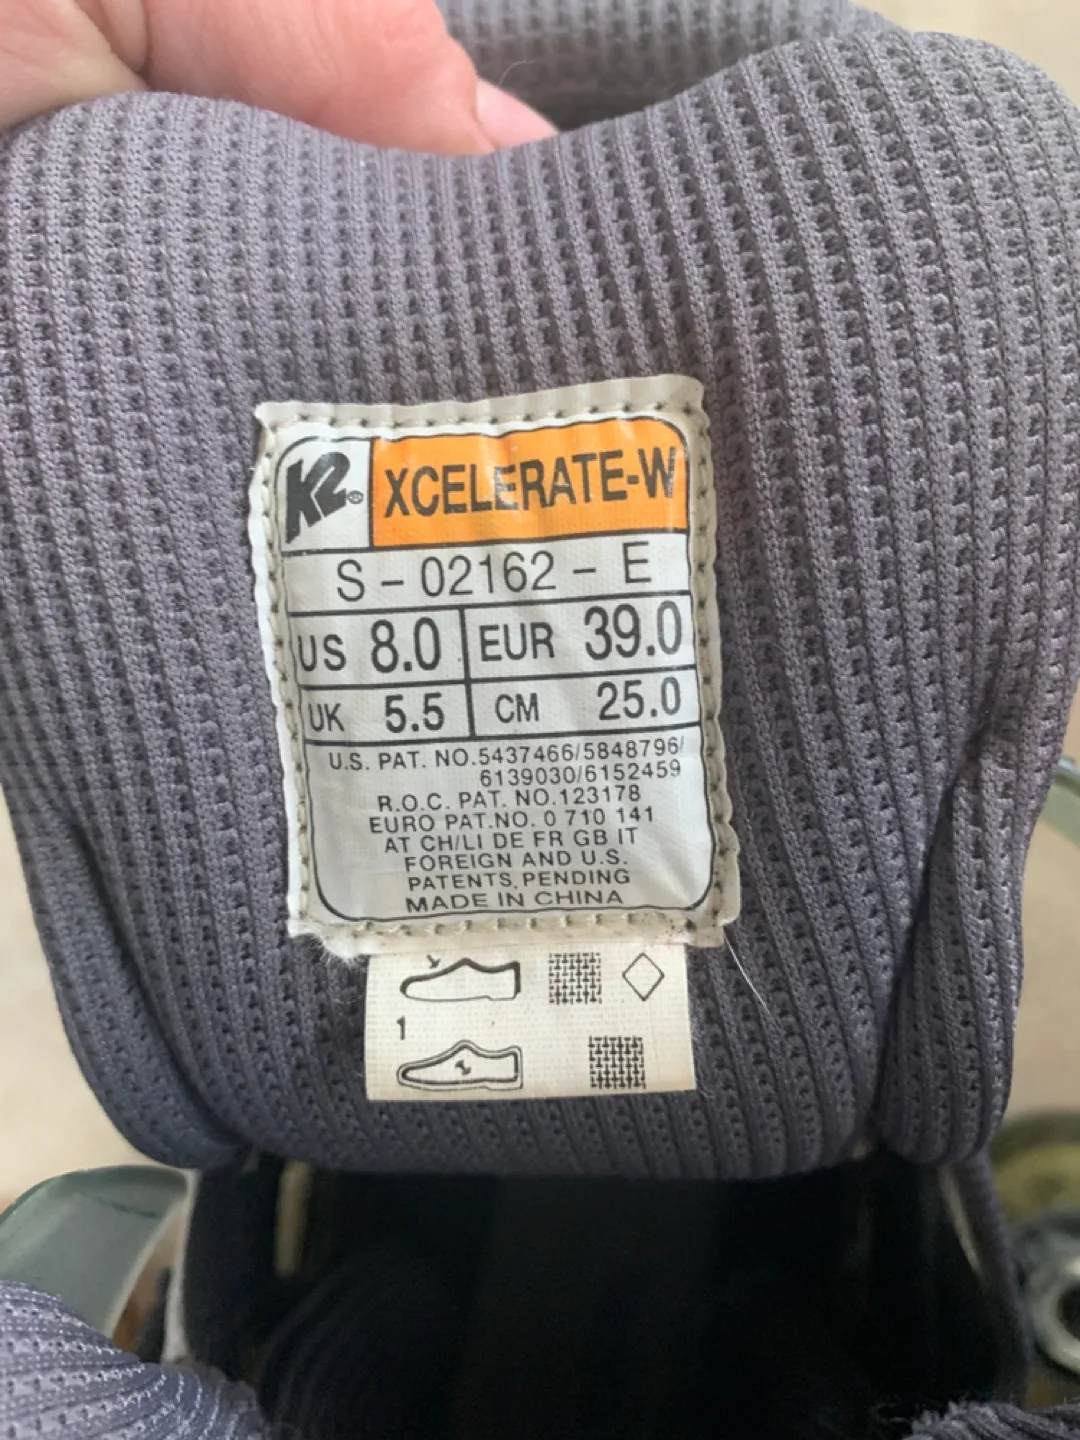 K2® XCELERATE-W
S - 02162 - E
US 8.0 EUR 39.0
UK 5.5 CM 25.0
U.S. PAT. NO.5437466/5848796/
6139030/6152459
R.O.C. PAT. NO.123178
EURO PAT.NO. 0 710 141
AT CH/LI DE FR GB IT
FOREIGN AND U.S.
PATENTS, PENDING
MADE IN CHINA
1